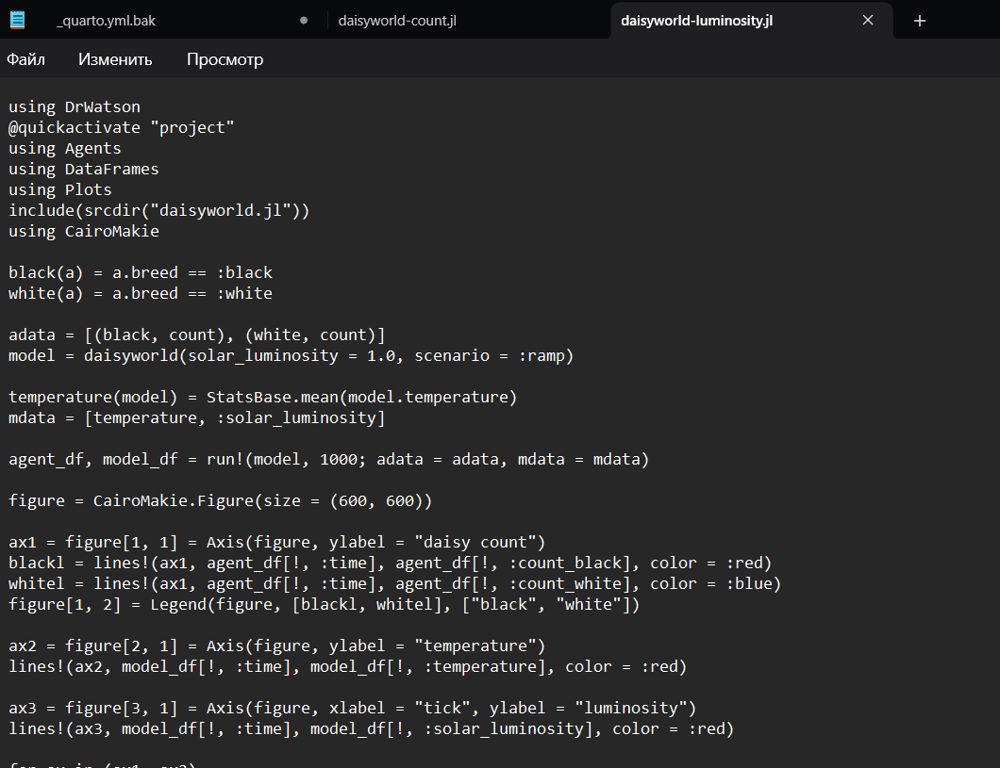 _quarto.yml.bak
daisyworld-count.jl
daisyworld-luminosity.jl
Файл Изменить Просмотр
using DrWatson
@quickactivate "project"
using Agents
using DataFrames
using Plots
include(srcdir("daisyworld.jl"))
using CairoMakie
black(a) = a.breed == :black
white(a) = a.breed == :white
adata = [(black, count), (white, count)]
model = daisyworld(solar_luminosity = 1.0, scenario = :ramp)
temperature(model) = StatsBase.mean(model.temperature)
mdata = [temperature, :solar_luminosity]
agent_df, model_df = run!(model, 1000; adata = adata, mdata = mdata)
figure = CairoMakie.Figure(size = (600, 600))
ax1 = figure[1, 1] = Axis(figure, ylabel = "daisy count")
blackl = lines!(ax1, agent_df[!, :time], agent_df[!, :count_black], color = :red)
whitel = lines!(ax1, agent_df[!, :time], agent_df[!, :count_white], color = :blue)
figure[1, 2] = Legend(figure, [blackl, whitel], ["black", "white"])
ax2 = figure[2, 1] = Axis(figure, ylabel = "temperature")
lines!(ax2, model_df[!, :time], model_df[!, :temperature], color = :red)
ax3 = figure[3, 1] = Axis(figure, xlabel = "tick", ylabel = "luminosity")
lines!(ax3, model_df[!, :time], model_df[!, :solar_luminosity], color = :red)